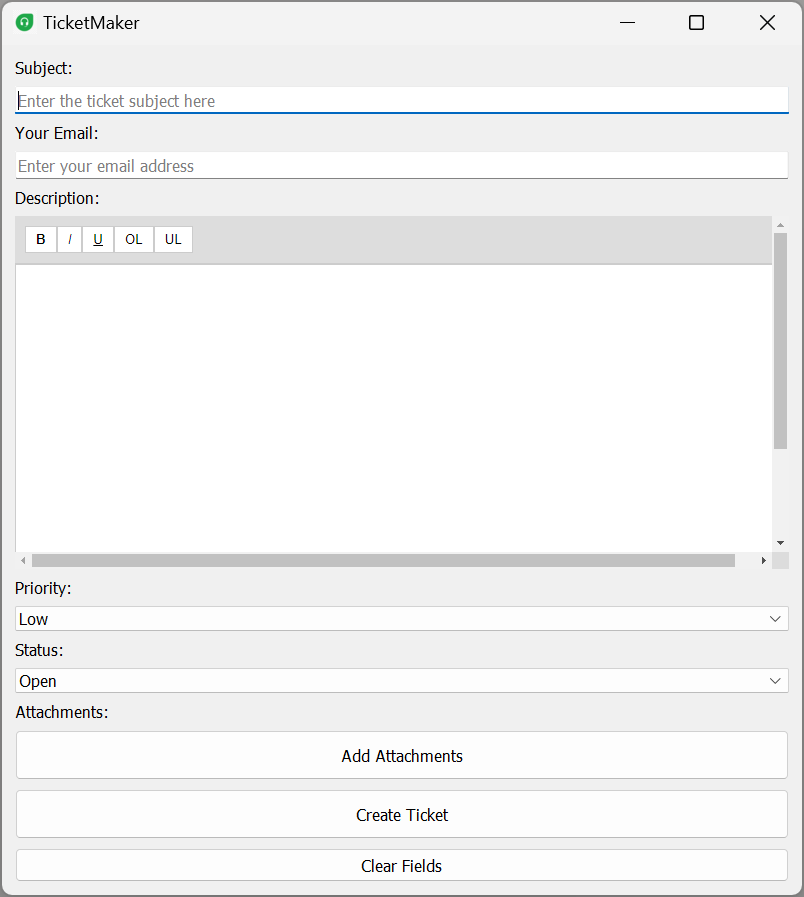 TicketMaker
Subject:
Enter the ticket subject here
Your Email:
Enter your email address
Description:
B I U OL UL
Priority:
Low
Status:
Open
Attachments:
Add Attachments
Create Ticket
Clear Fields